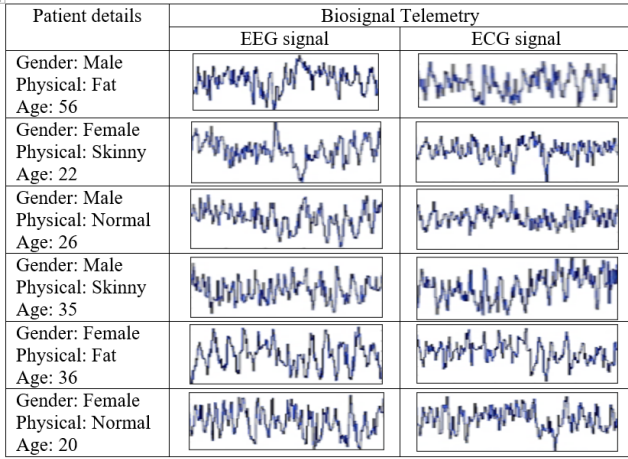 Patient details
Biosignal Telemetry
EEG signal
ECG signal
Gender: Male
Physical: Fat
Age: 56
Gender: Female
Physical: Skinny
Age: 22
Gender: Male
Physical: Normal
Age: 26
Gender: Male
Physical: Skinny
Age: 35
Gender: Female
Physical: Fat
Age: 36
Gender: Female
Physical: Normal
Age: 20